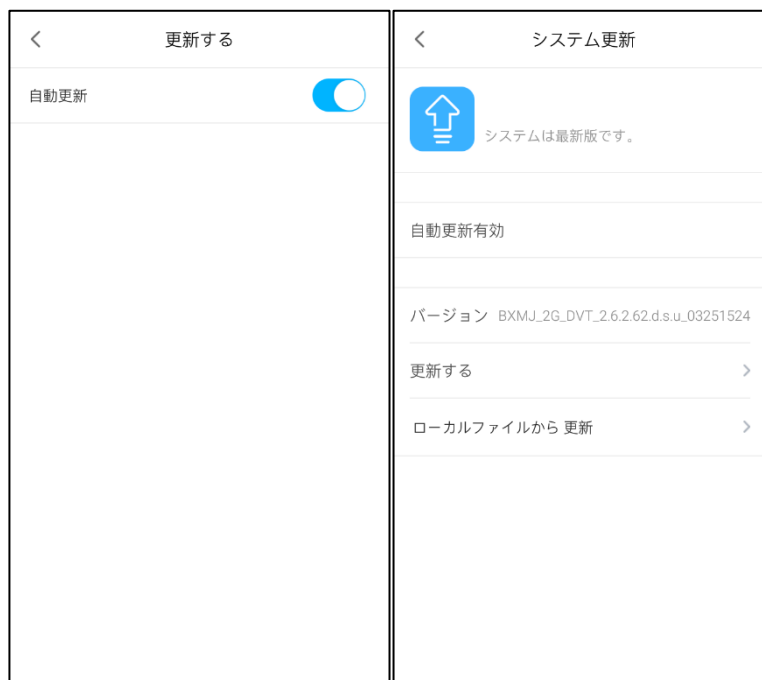 更新する
自動更新
システム更新
システムは最新版です。
自動更新有効
バージョン BXMJ_2G_DVT_2.6.2.62.d.s.u_03251524
更新する
ローカルファイルから 更新